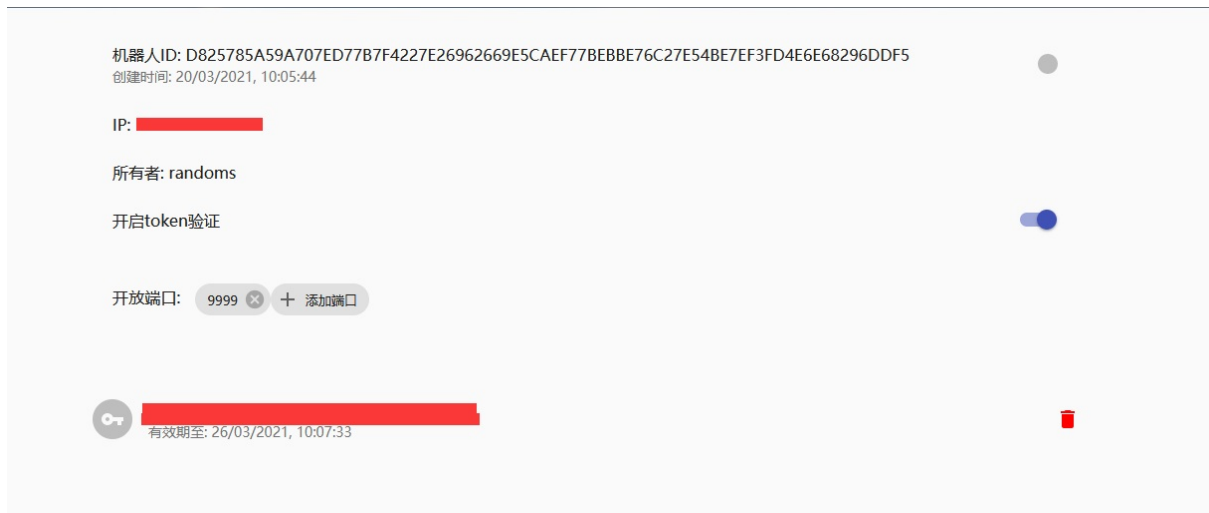 机器人ID: D825785A59A707ED77B7F4227E26962669E5CAEF77BEBBE76C27E54BE7EF3FD4E6E68296DDF5
创建时间: 20/03/2021, 10:05:44
IP:
所有者: randoms
开启token验证
开放端口: 9999 添加端口
有效期至: 26/03/2021, 10:07:33